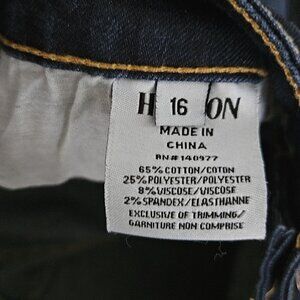 H ON
16
MADE IN
CHINA
RN# 140977
65% COTTON/COTON
25% POLYESTER/POLYESTER
8% VISCOSE/VISCOSE
2% SPANDEX/ELASTHANNE
EXCLUSIVE OF TRIMMING/
GARNITURE NON COMPRISE